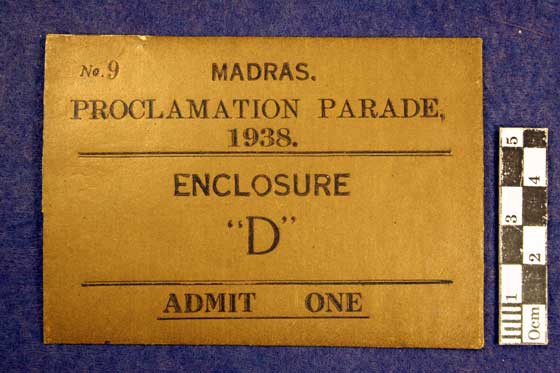 No. 9 MADRAS.
PROCLAMATION PARADE,
1938.
ENCLOSURE
"D"
ADMIT ONE
5
4
3
2
1
0cm